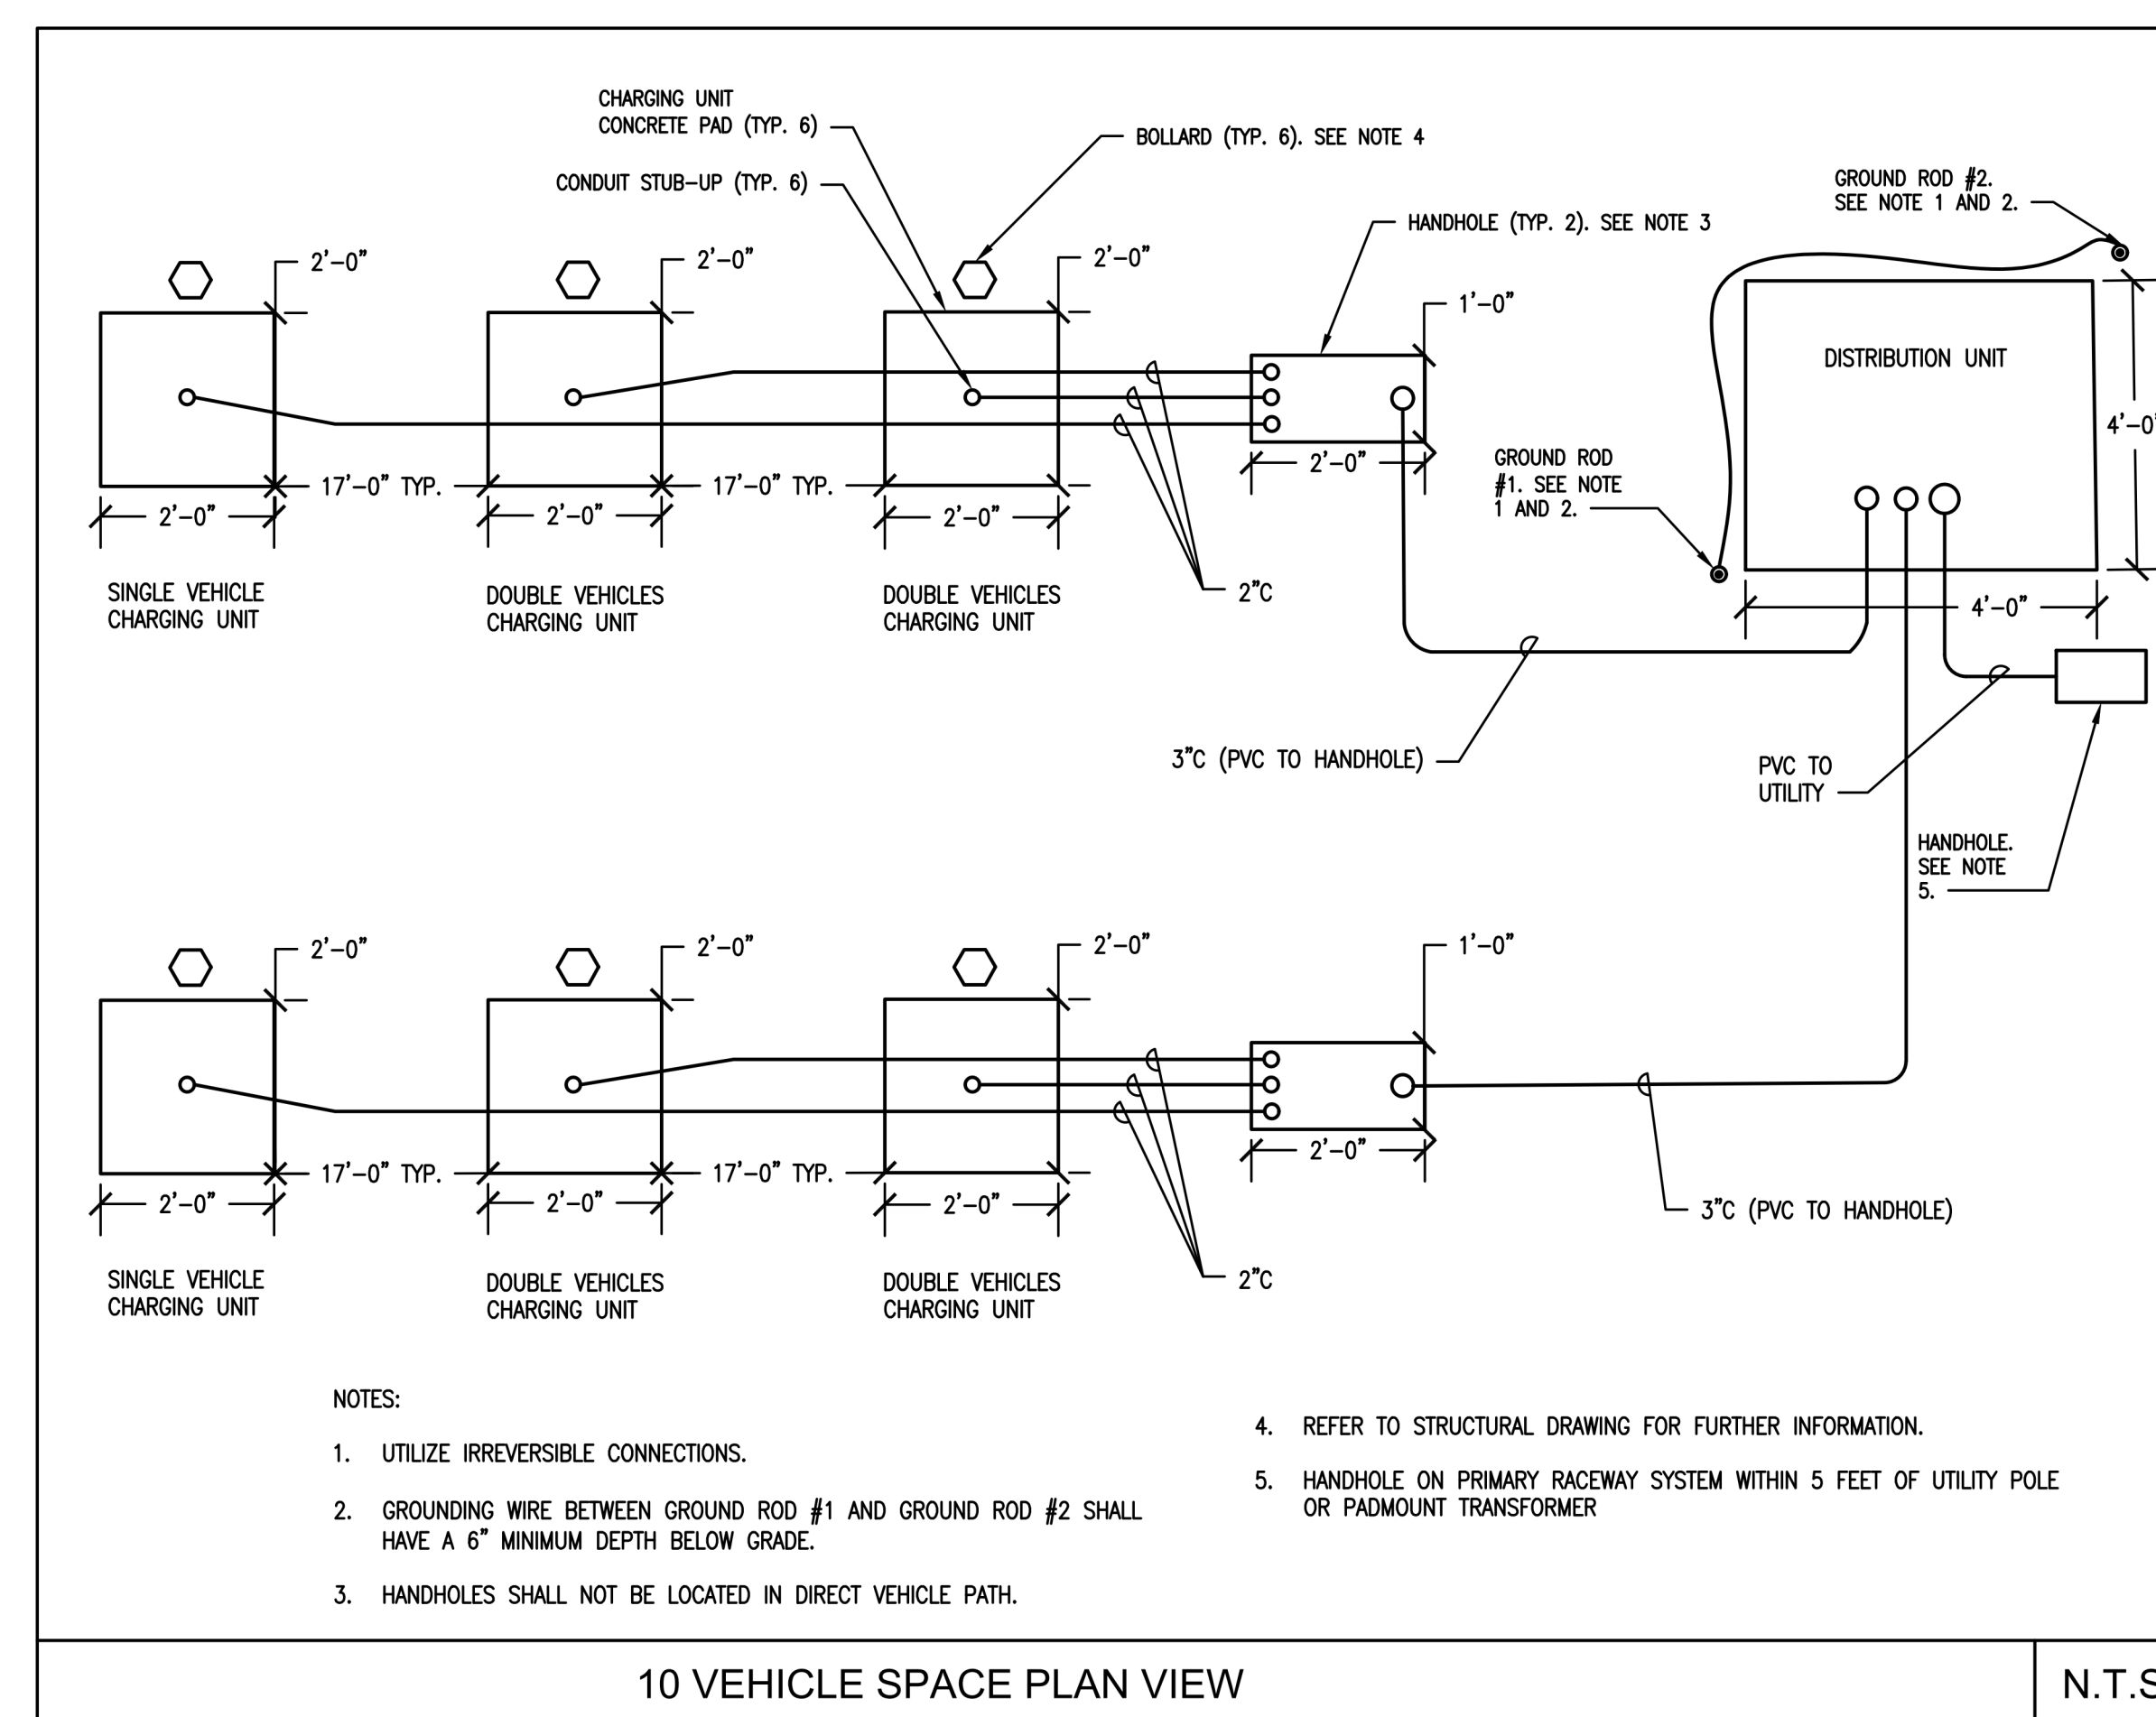 CHARGING UNIT
CONCRETE PAD (TYP. 6)
BOLLARD (TYP. 6). SEE NOTE 4
CONDUIT STUB-UP (TYP. 6)
GROUND ROD #2.
SEE NOTE 1 AND 2.
HANDHOLE (TYP. 2). SEE NOTE 3
2'-0"
2'-0"
2'-0"
1'-0"
DISTRIBUTION UNIT
4'-0"
2'-0"
GROUND ROD
#1. SEE NOTE
1 AND 2.
17'-0" TYP.
17'-0" TYP.
2'-0"
2'-0"
2'-0"
SINGLE VEHICLE
CHARGING UNIT
DOUBLE VEHICLES
CHARGING UNIT
DOUBLE VEHICLES
CHARGING UNIT
2"C
4'-0"
3"C (PVC TO HANDHOLE)
PVC TO
UTILITY
HANDHOLE.
SEE NOTE
5.
2'-0"
2'-0"
2'-0"
1'-0"
2'-0"
17'-0" TYP.
17'-0" TYP.
2'-0"
2'-0"
2'-0"
3"C (PVC TO HANDHOLE)
SINGLE VEHICLE
CHARGING UNIT
DOUBLE VEHICLES
CHARGING UNIT
DOUBLE VEHICLES
CHARGING UNIT
2"C
NOTES:
1. UTILIZE IRREVERSIBLE CONNECTIONS.
2. GROUNDING WIRE BETWEEN GROUND ROD #1 AND GROUND ROD #2 SHALL
HAVE A 6" MINIMUM DEPTH BELOW GRADE.
3. HANDHOLES SHALL NOT BE LOCATED IN DIRECT VEHICLE PATH.
4. REFER TO STRUCTURAL DRAWING FOR FURTHER INFORMATION.
5. HANDHOLE ON PRIMARY RACEWAY SYSTEM WITHIN 5 FEET OF UTILITY POLE
OR PADMOUNT TRANSFORMER
10 VEHICLE SPACE PLAN VIEW
N.T.S